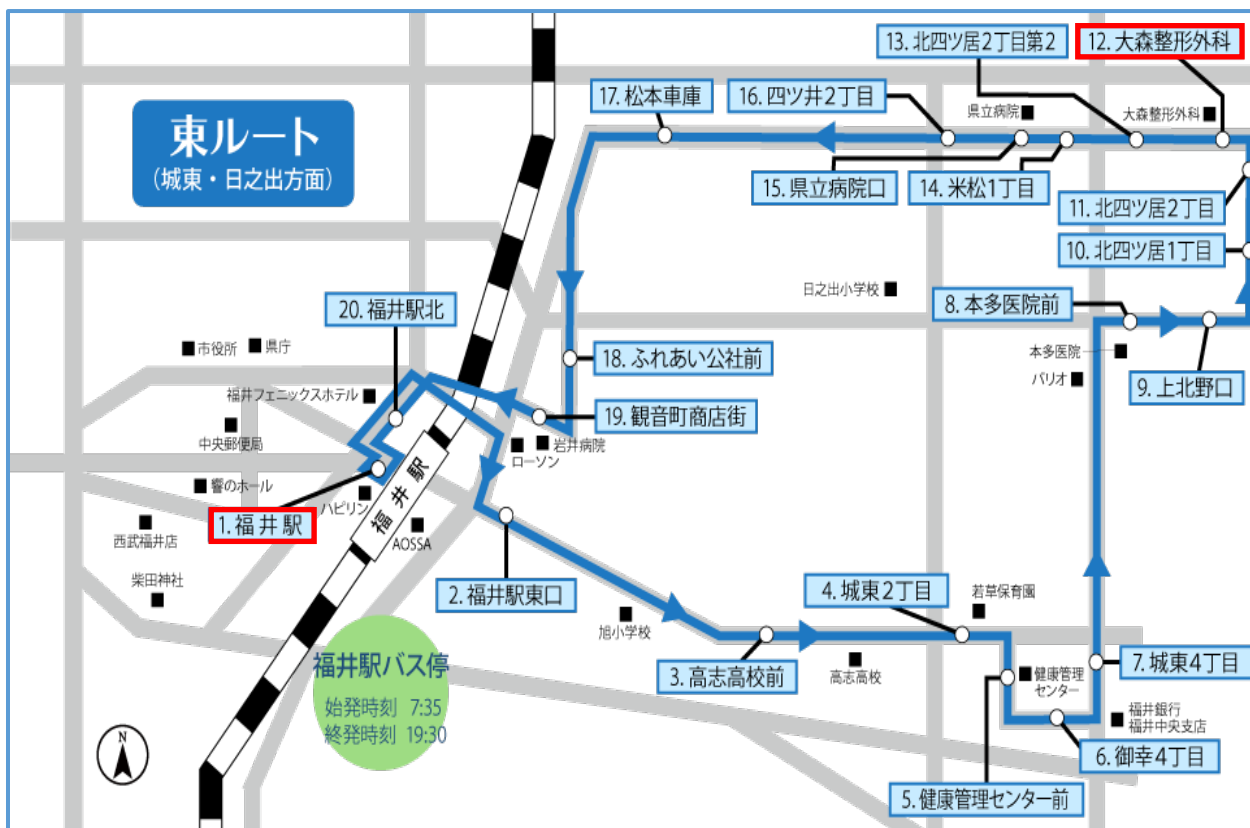 東ルート
(城東・日之出方面)
13. 北四ツ居2丁目第2
12. 大森整形外科
17. 松本車庫
16. 四ツ井2丁目
県立病院
大森整形外科
15. 県立病院口
14. 米松1丁目
11. 北四ツ居2丁目
10. 北四ツ居1丁目
日之出小学校
8. 本多医院前
20. 福井駅北
市役所
県庁
18. ふれあい公社前
本多医院
パリオ
9. 上北野口
福井フェニックスホテル
19. 観音町商店街
中央郵便局
岩井病院
ローソン
響のホール
ハピリン
福井駅
1. 福井駅
西武福井店
AOSSA
柴田神社
2. 福井駅東口
4. 城東2丁目
若草保育園
旭小学校
3. 高志高校前
高志高校
7. 城東4丁目
健康管理
センター
福井駅バス停
始発時刻 7:35
終発時刻 19:30
福井銀行
福井中央支店
6. 御幸4丁目
5. 健康管理センター前
N